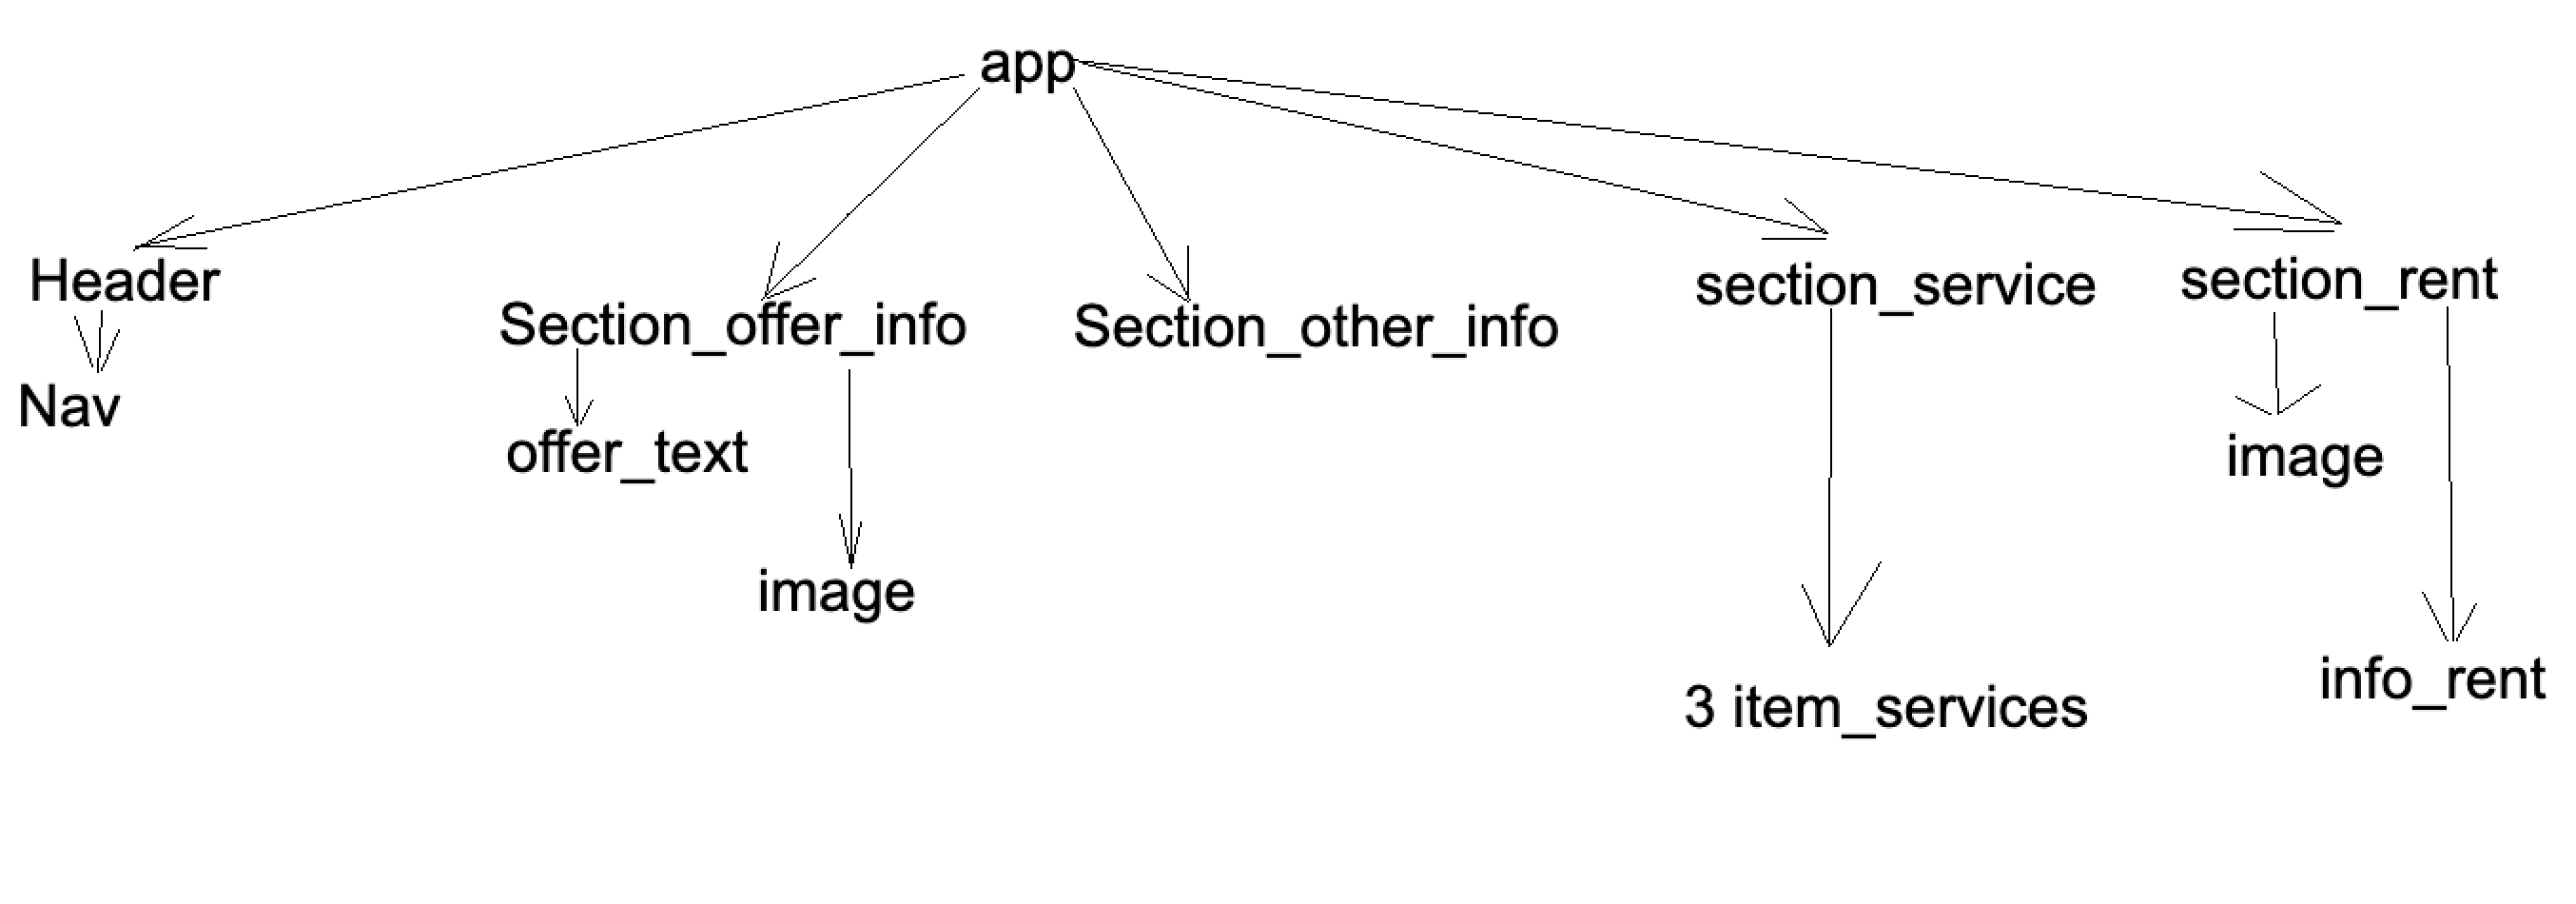 app
Header
Section_offer_info
Section_other_info
section_service
section_rent
Nav
offer_text
image
image
3 item_services
info_rent